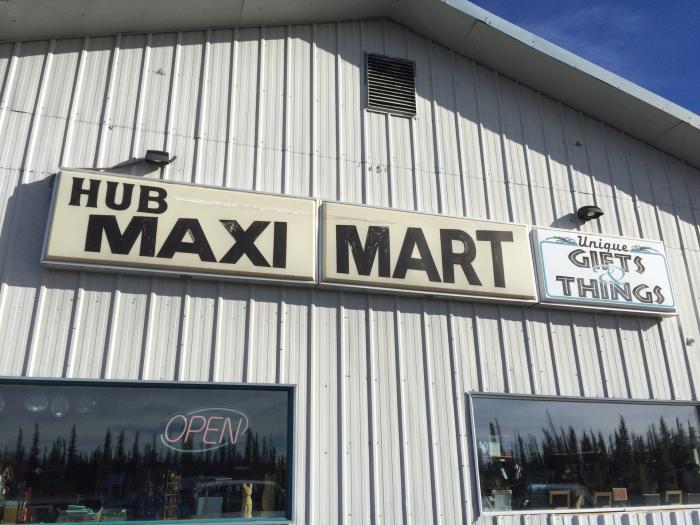 HUB
MAXI MART
Unique
GIFTS
&
THINGS
OPEN